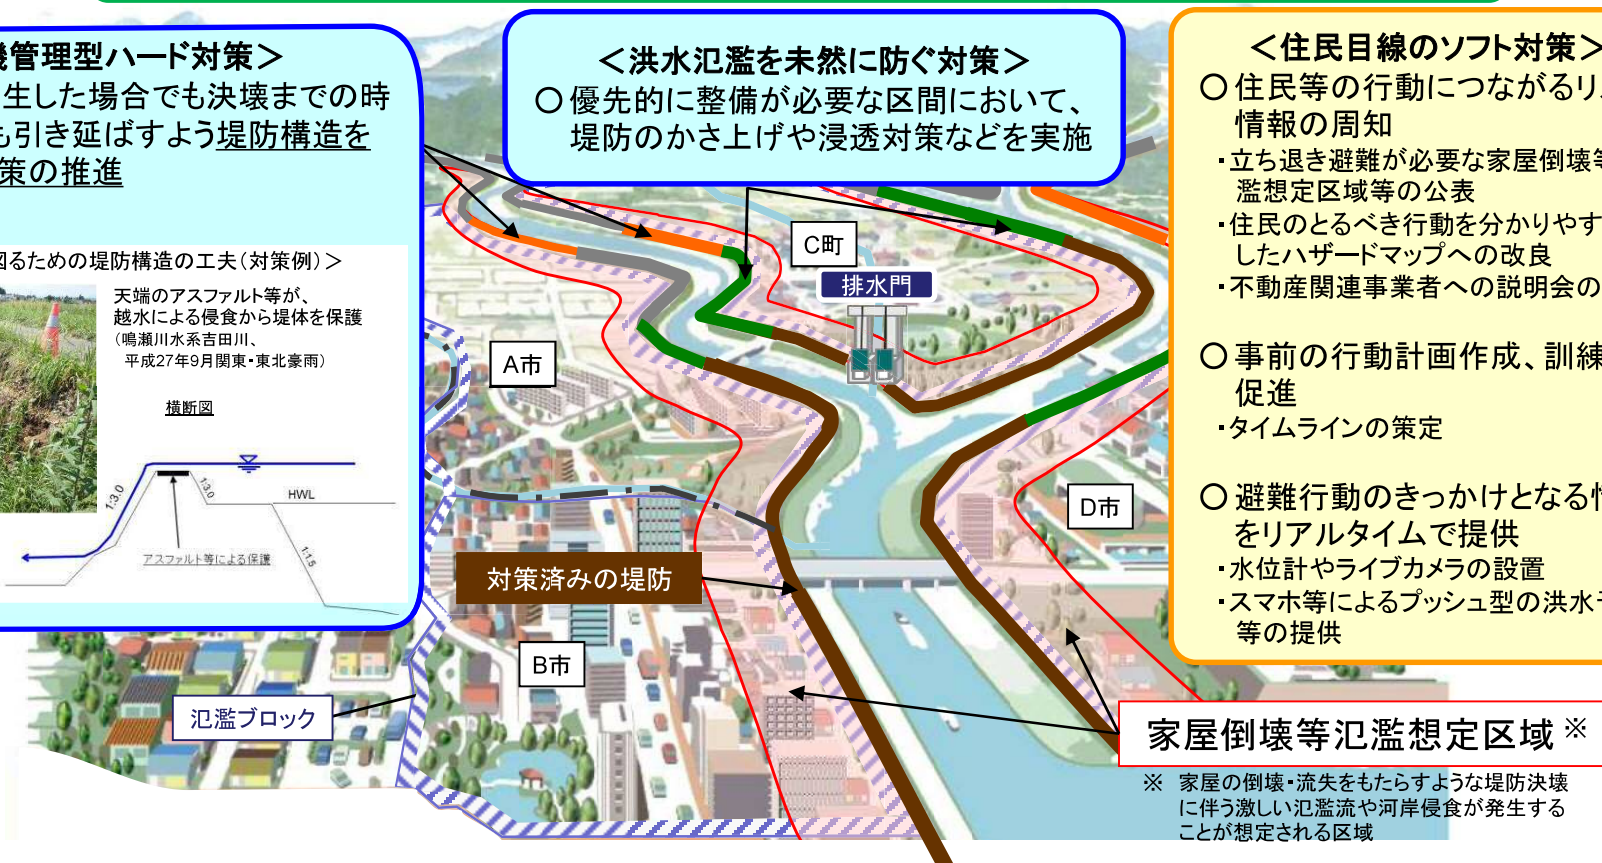 管理型ハード対策＞
生した場合でも決壊までの時
も引き延ばすよう堤防構造を
策の推進
図るための堤防構造の工夫(対策例)＞
天端のアスファルト等が、
越水による侵食から堤体を保護
(鳴瀬川水系吉田川、
平成27年9月関東・東北豪雨)
横断図
1:3.0
1:3.0
HWL
1:1.5
アスファルト等による保護
＜洪水氾濫を未然に防ぐ対策＞
○優先的に整備が必要な区間において、
堤防のかさ上げや浸透対策などを実施
C町
排水門
A市
D市
対策済みの堤防
B市
氾濫ブロック
＜住民目線のソフト対策＞
○住民等の行動につながるリス
情報の周知
・立ち退き避難が必要な家屋倒壊等
濫想定区域等の公表
・住民のとるべき行動を分かりやす
したハザードマップへの改良
・不動産関連事業者への説明会の
○事前の行動計画作成、訓練
促進
・タイムラインの策定
○避難行動のきっかけとなる情
をリアルタイムで提供
・水位計やライブカメラの設置
・スマホ等によるプッシュ型の洪水予
等の提供
家屋倒壊等氾濫想定区域※
※ 家屋の倒壊・流失をもたらすような堤防決壊
に伴う激しい氾濫流や河岸侵食が発生する
ことが想定される区域